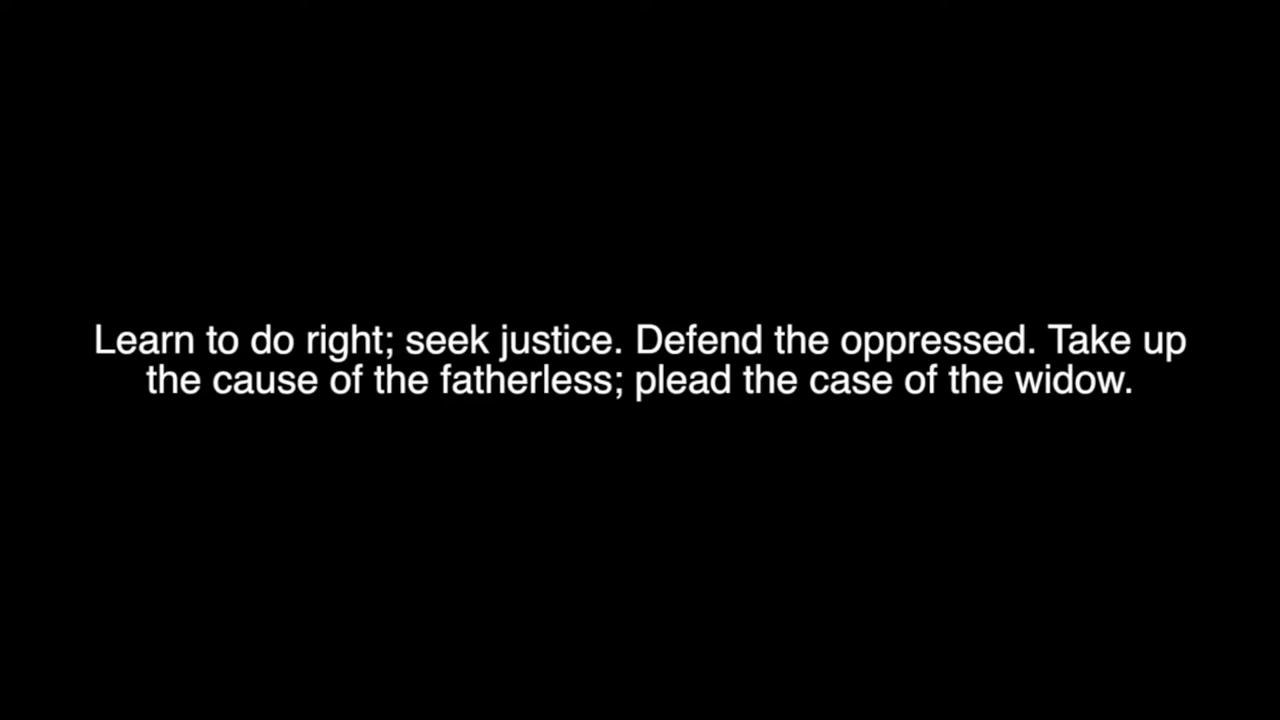 Learn to do right; seek justice. Defend the oppressed. Take up
the cause of the fatherless; plead the case of the widow.